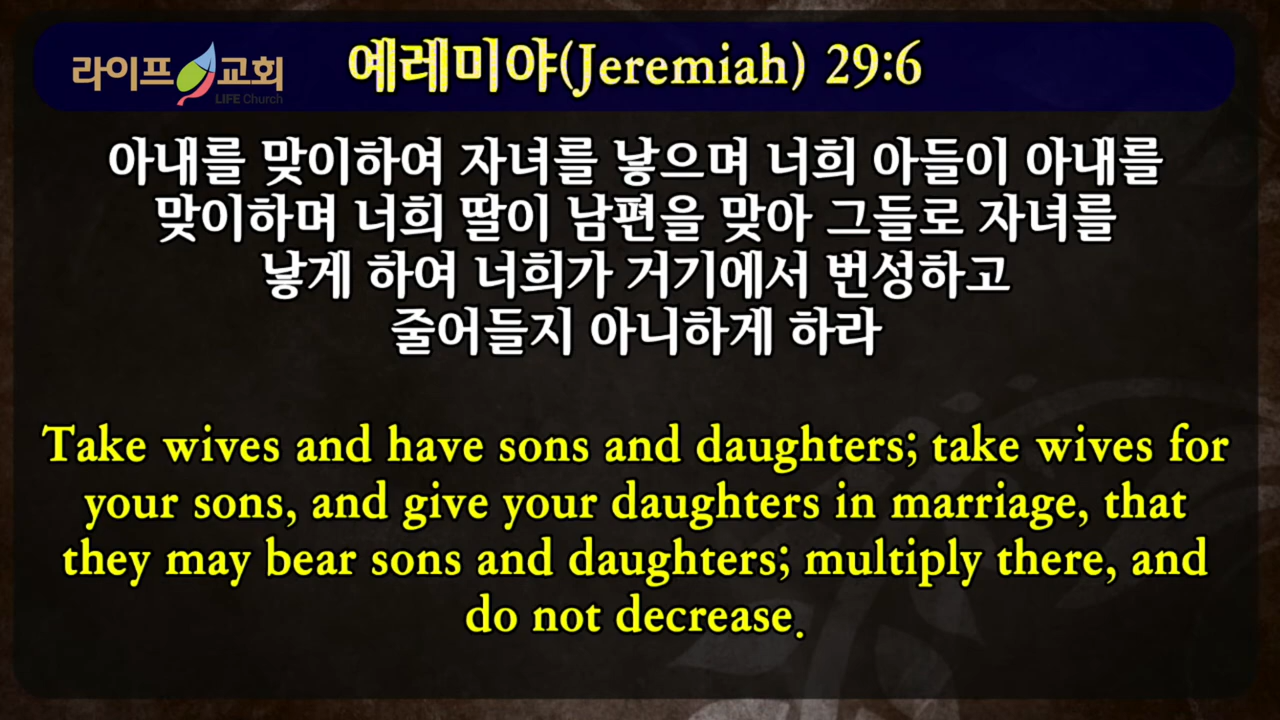 라이프교회
LIFE Church
예레미야(Jeremiah) 29:6
아내를 맞이하여 자녀를 낳으며 너희 아들이 아내를
맞이하며 너희 딸이 남편을 맞아 그들로 자녀를
낳게 하여 너희가 거기에서 번성하고
줄어들지 아니하게 하라
Take wives and have sons and daughters; take wives for
your sons, and give your daughters in marriage, that
they may bear sons and daughters; multiply there, and
do not decrease.